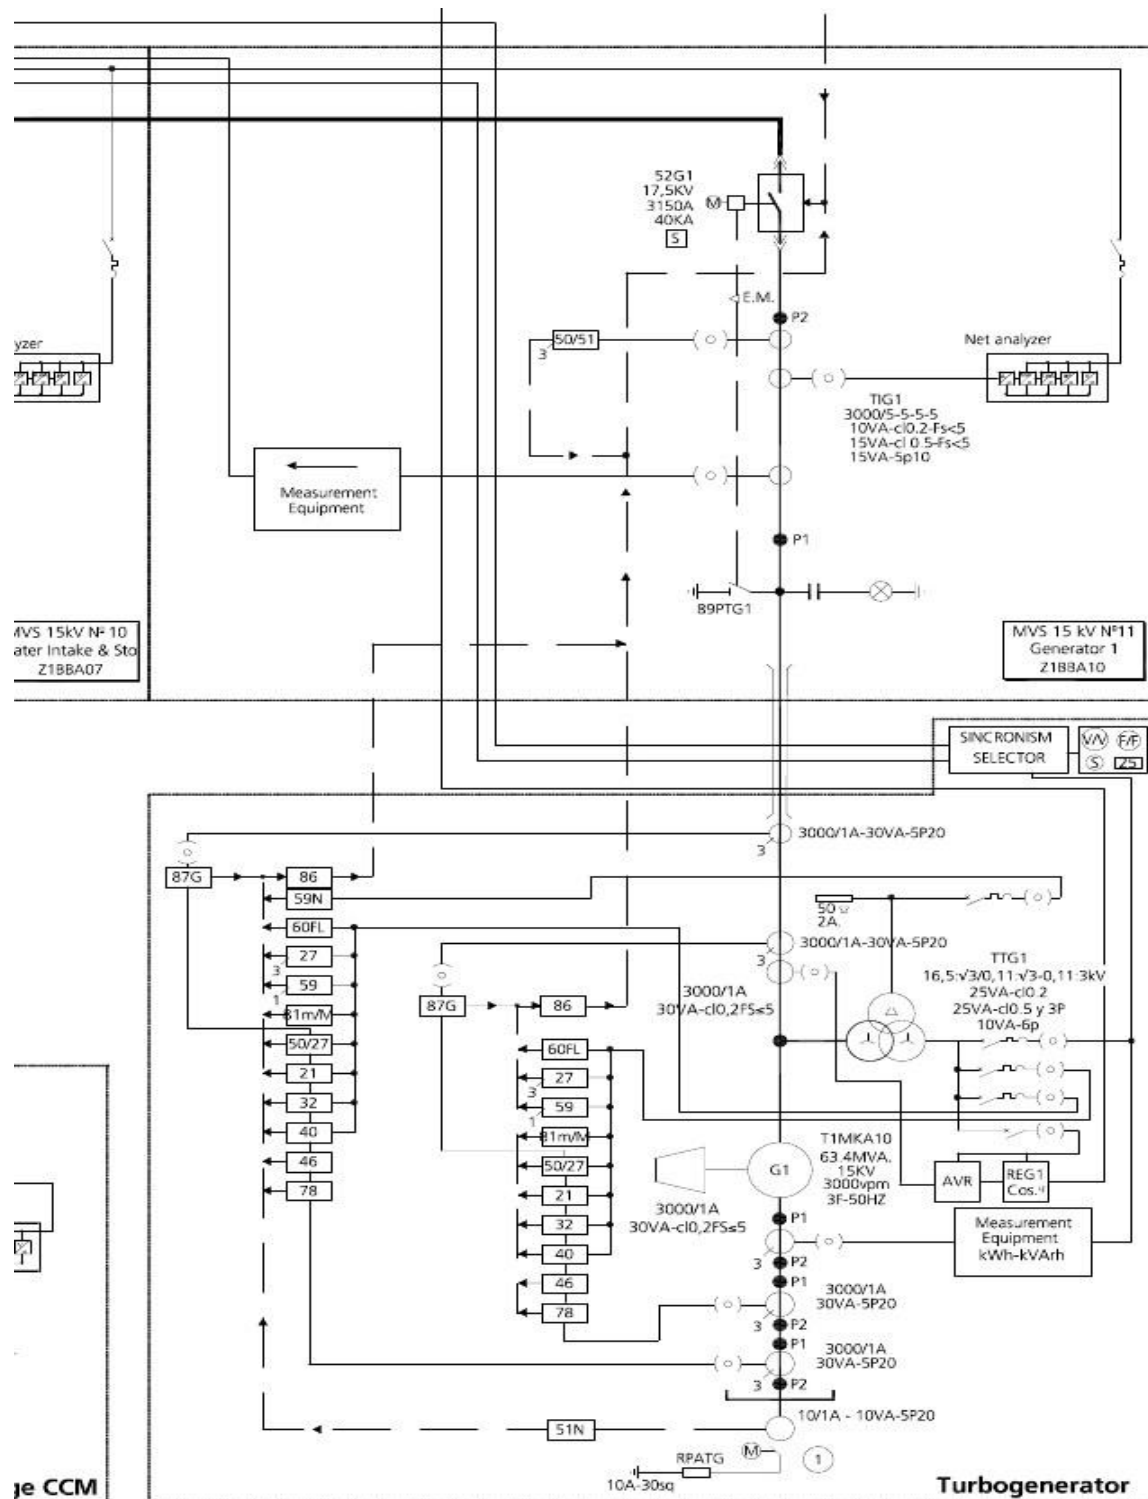 52G1
17,5KV
3150A
40KA
S
M
E.M.
P2
50/51
3
yzer
Net analyzer
TIG1
3000/5-5-5-5
10VA-cl0.2-Fs<5
15VA-cl 0.5-Fs<5
15VA-5p10
Measurement
Equipment
P1
89PTG1
MVS 15kV Nº 10
ater Intake & Sto
Z1BBA07
MVS 15 kV Nº11
Generator 1
Z1BBA10
SINCRONISM
SELECTOR
V/V
F/F
S
25
3000/1A-30VA-5P20
3
87G
86
59N
60FL
27
3
59
1
81m/M
50/27
21
32
40
46
78
50 Ω
2A.
3000/1A-30VA-5P20
3
3000/1A
30VA-cl0,2FS≤5
TTG1
16,5:√3/0,11:√3-0,11:3kV
25VA-cl0.2
25VA-cl0.5 y 3P
10VA-6p
87G
86
60FL
27
3
59
1
81m/M
50/27
21
32
40
46
78
G1
T1MKA10
63.4MVA.
15KV
3000vpm
3F-50HZ
AVR
REG1
Cos.ᵠ
3000/1A
30VA-cl0,2FS≤5
P1
3
P2
Measurement
Equipment
kWh-kVArh
P1
3000/1A
30VA-5P20
3
P2
P1
3000/1A
30VA-5P20
3
P2
10/1A - 10VA-5P20
51N
M
1
RPATG
10A-30sq
ge CCM
Turbogenerator